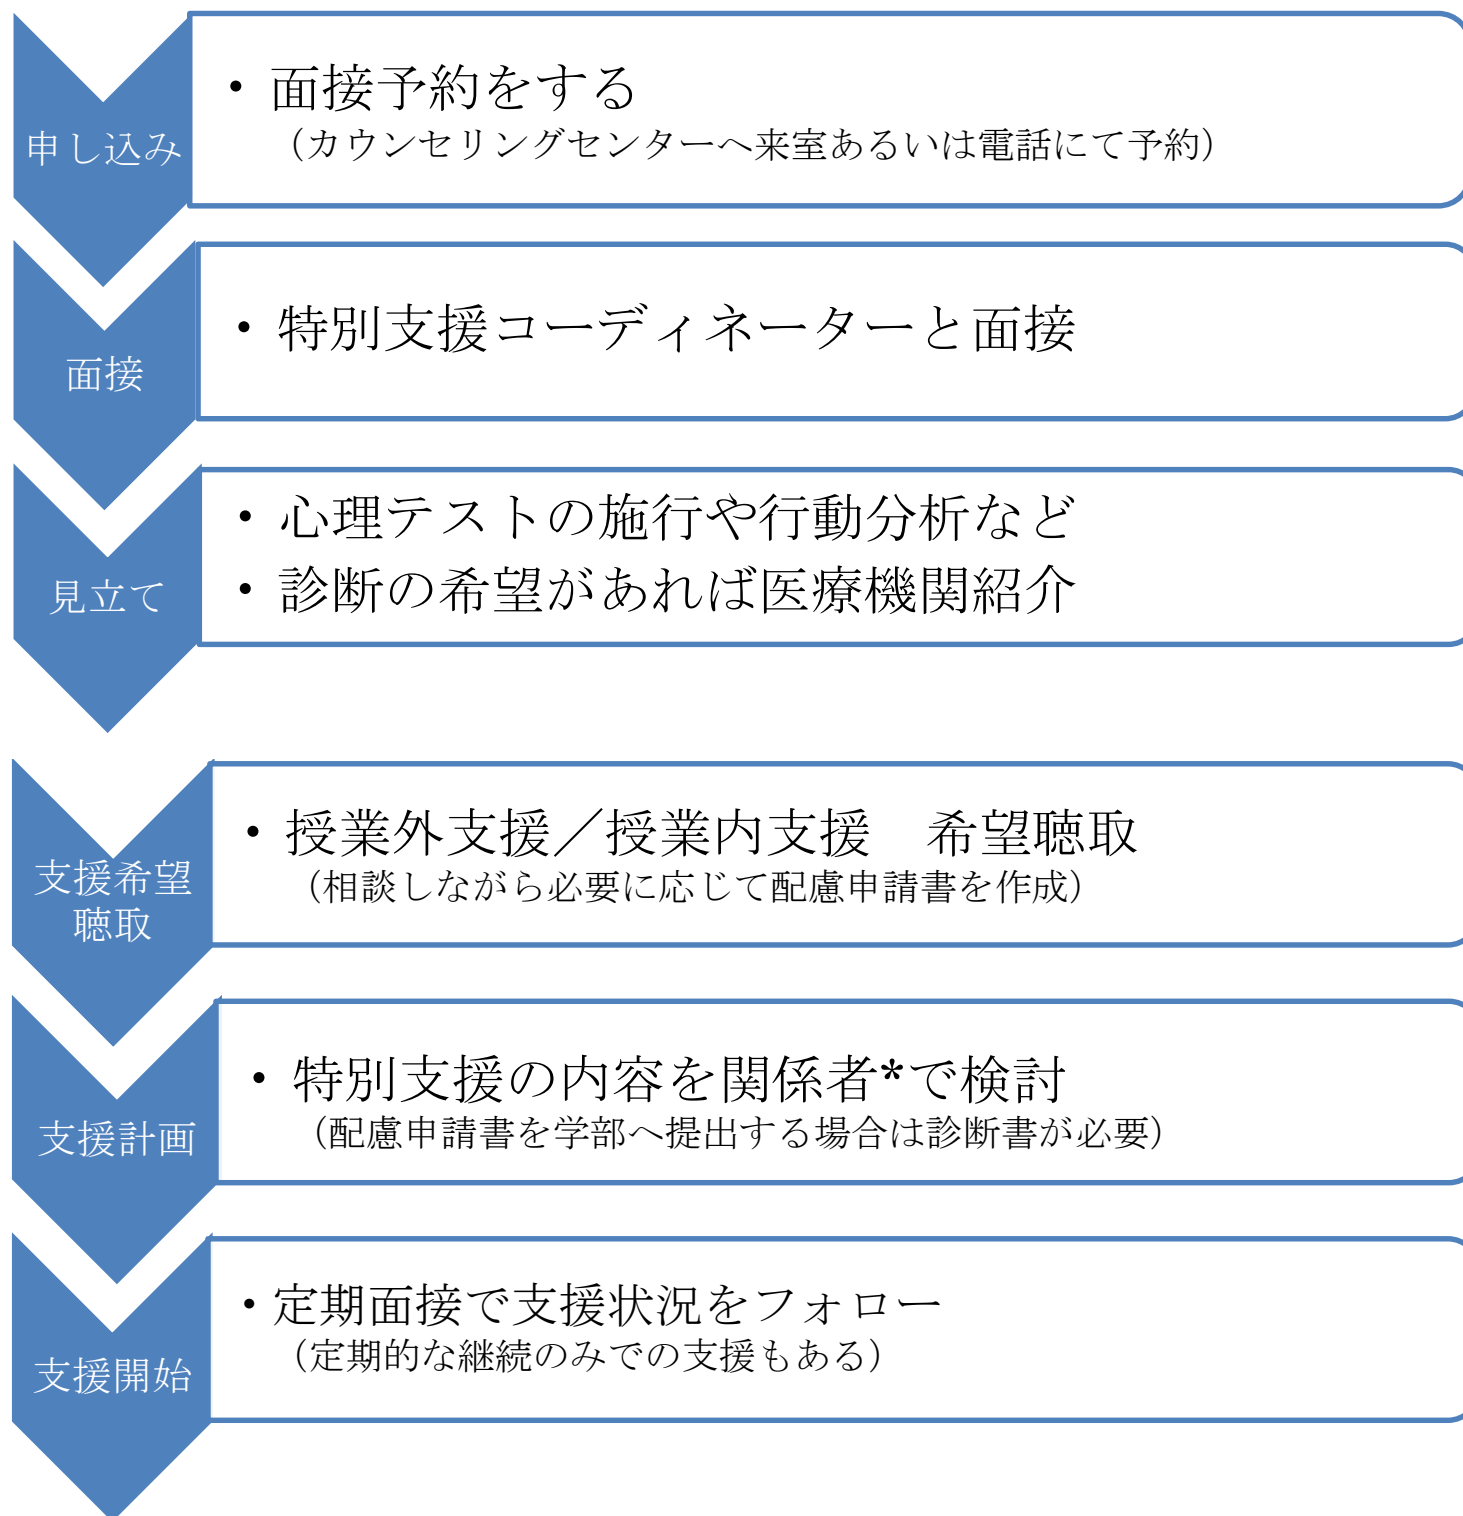 申し込み
・面接予約をする
（カウンセリングセンターへ来室あるいは電話にて予約）
面接
・特別支援コーディネーターと面接
見立て
・心理テストの施行や行動分析など
・診断の希望があれば医療機関紹介
支援希望
聴取
・授業外支援／授業内支援　希望聴取
（相談しながら必要に応じて配慮申請書を作成）
支援計画
・特別支援の内容を関係者*で検討
（配慮申請書を学部へ提出する場合は診断書が必要）
支援開始
・定期面接で支援状況をフォロー
（定期的な継続のみでの支援もある）